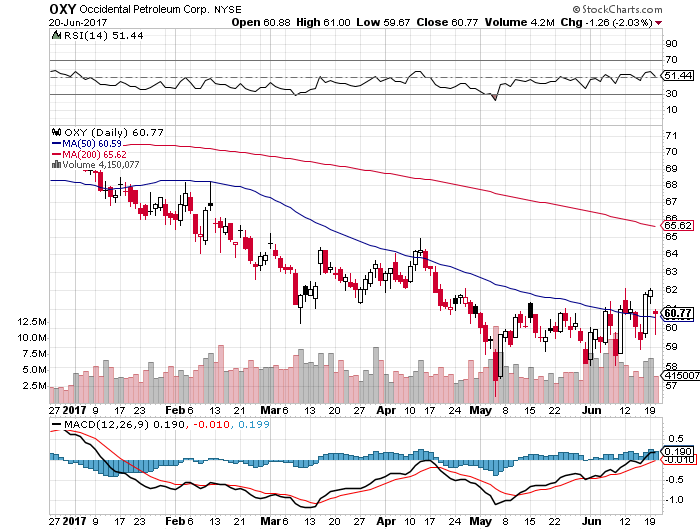 OXY Occidental Petroleum Corp. NYSE © StockCharts.com
20-Jun-2017 Open 60.88 High 61.00 Low 59.67 Close 60.77 Volume 4.2M Chg -1.26 (-2.03%)
RSI(14) 51.44
90
70
51.44
30
10
OXY (Daily) 60.77
MA(50) 60.59
MA(200) 65.62
Volume 4,150,077
71
70
69
68
67
66
65.62
65
64
63
62
61
60.77
60
59
58
57
12.5M
10.0M
7.5M
5.0M
2.5M
415007
27 2017 9 17 23 Feb 6 13 21 Mar 6 13 20 27 Apr 10 17 24 May 8 15 22 Jun 12 19
MACD(12,26,9) 0.190, -0.010, 0.199
0.5
0.190
-0.010
-0.5
-1.0
27 2017 9 17 23 Feb 6 13 21 Mar 6 13 20 27 Apr 10 17 24 May 8 15 22 Jun 12 19